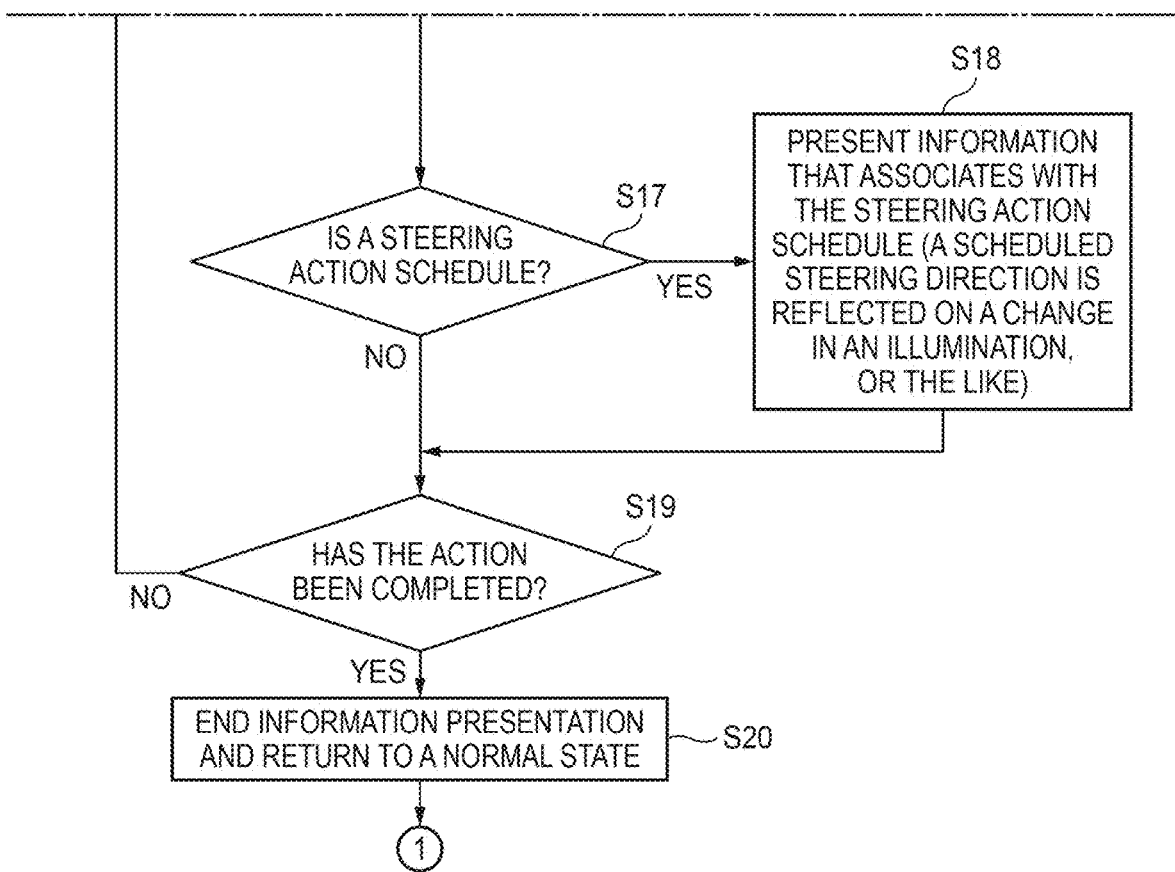 S18
PRESENT INFORMATION
THAT ASSOCIATES WITH
THE STEERING ACTION
SCHEDULE (A SCHEDULED
STEERING DIRECTION IS
REFLECTED ON A CHANGE
IN AN ILLUMINATION,
OR THE LIKE)
S17
IS A STEERING
ACTION SCHEDULE?
YES
NO
S19
HAS THE ACTION
BEEN COMPLETED?
NO
YES
END INFORMATION PRESENTATION
AND RETURN TO A NORMAL STATE
S20
1